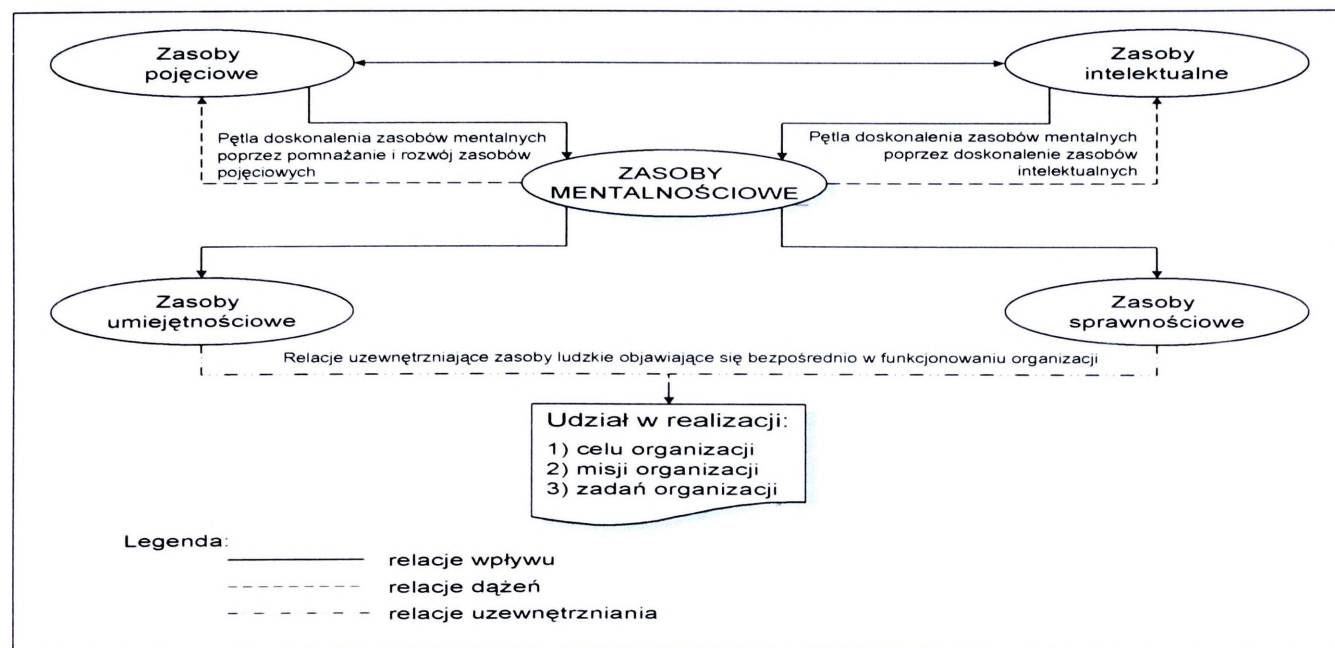 Zasoby
pojęciowe
Zasoby
intelektualne
Pętla doskonalenia zasobów mentalnych
poprzez pomnażanie i rozwój zasobów
pojęciowych
Pętla doskonalenia zasobów mentalnych
poprzez doskonalenie zasobów
intelektualnych
ZASOBY
MENTALNOŚCIOWE
Zasoby
umiejętnościowe
Zasoby
sprawnościowe
Relacje uzewnętrzniające zasoby ludzkie objawiające się bezpośrednio w funkcjonowaniu organizacji
Udział w realizacji:
1) celu organizacji
2) misji organizacji
3) zadań organizacji
Legenda:
relacje wpływu
relacje dążeń
relacje uzewnętrzniania